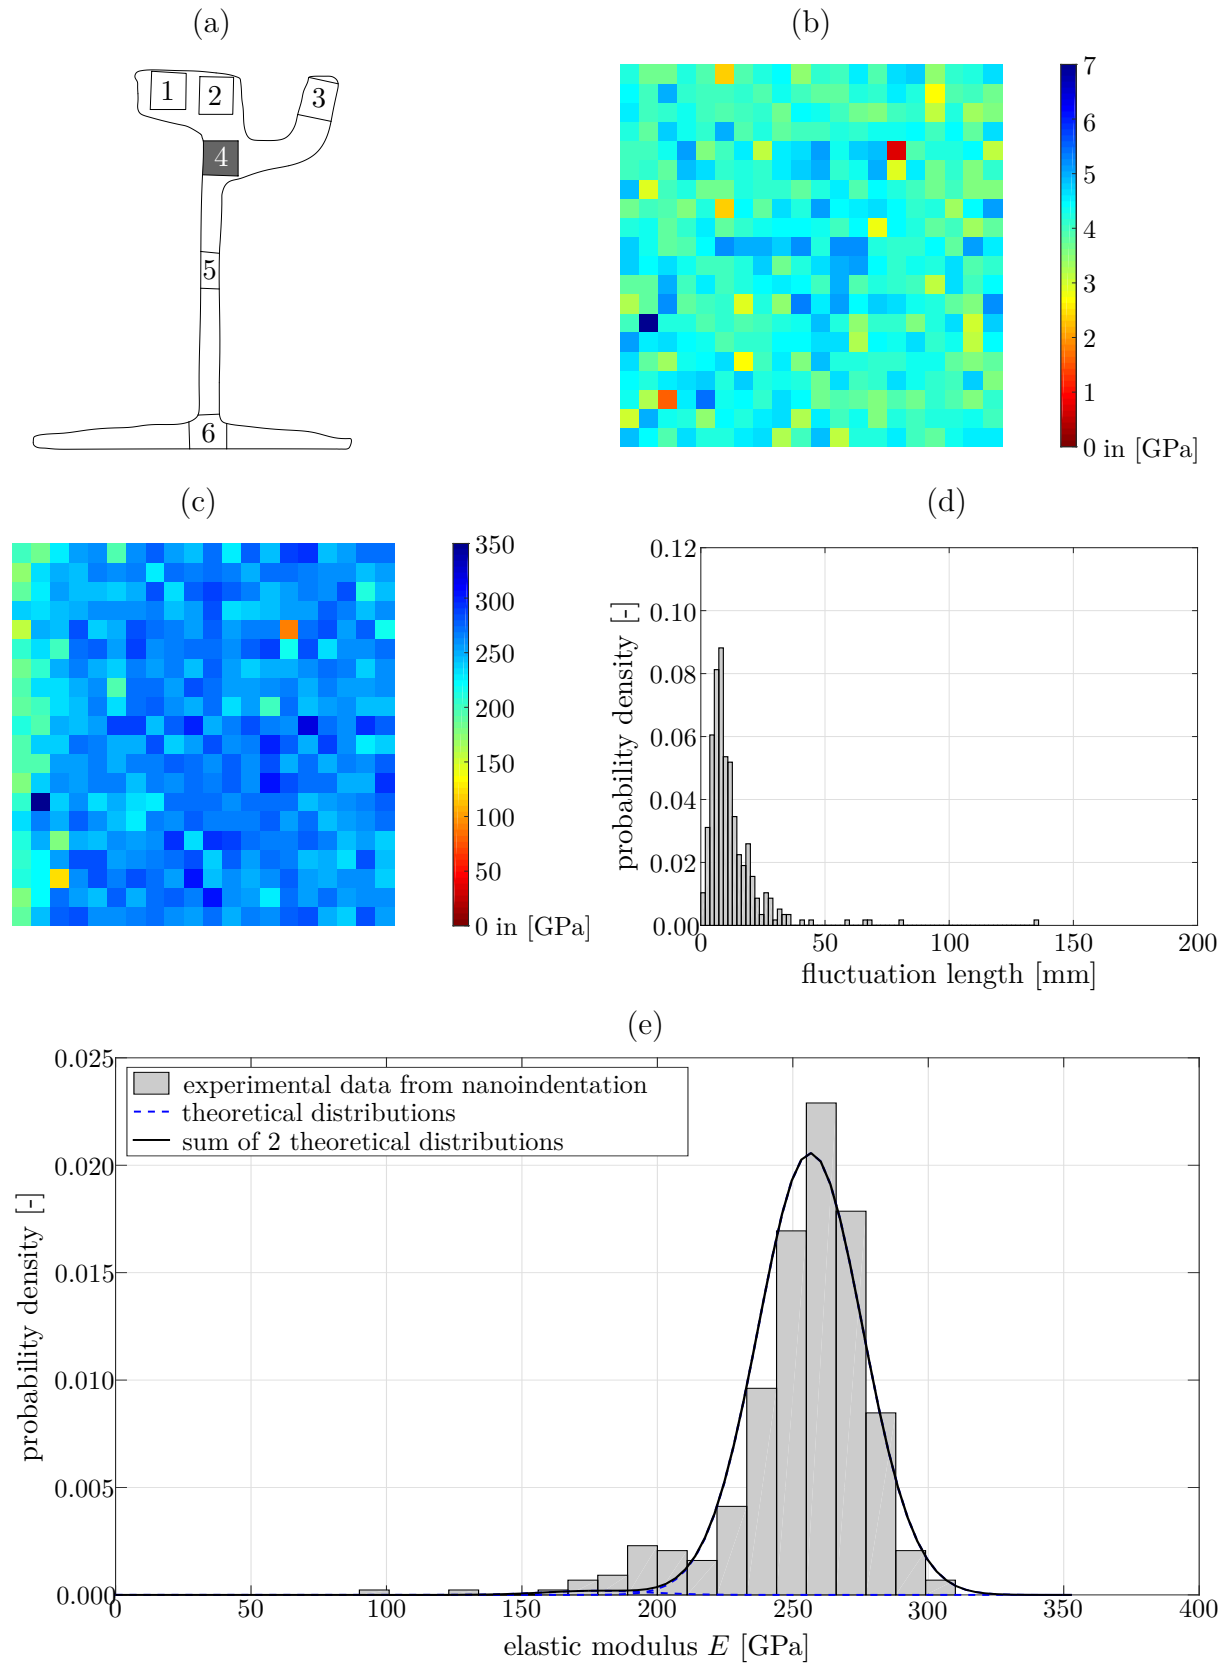 (a)
1
2
3
4
5
6
(b)
7
6
5
4
3
2
1
0 in [GPa]
(c)
350
300
250
200
150
100
50
0 in [GPa]
(d)
0.12
0.10
0.08
0.06
0.04
0.02
0.00
probability density [-]
0 50 100 150 200
fluctuation length [mm]
(e)
0.025
0.020
0.015
0.010
0.005
0.000
probability density [-]
experimental data from nanoindentation
theoretical distributions
sum of 2 theoretical distributions
0 50 100 150 200 250 300 350 400
elastic modulus E [GPa]